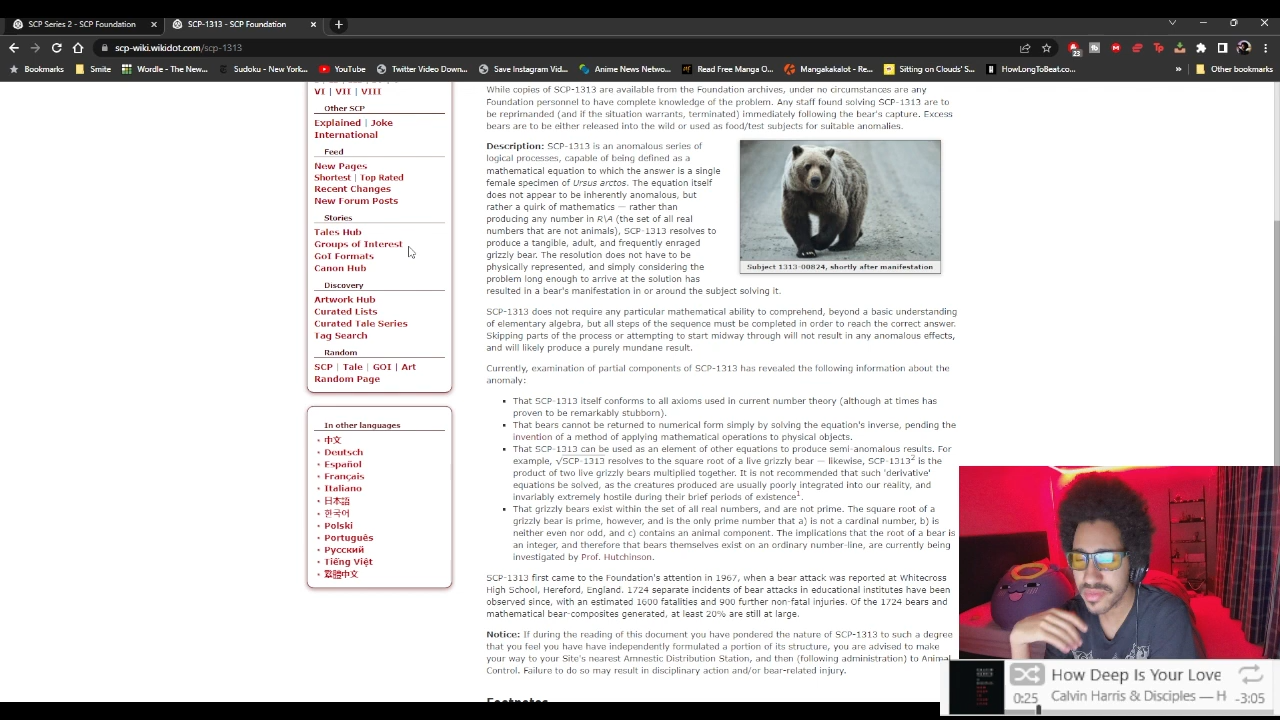 SCP Series 2 - SCP Foundation
SCP-1313 - SCP Foundation
scp-wiki.wikidot.com/scp-1313
23
Bookmarks
Smite
Wordle - The New...
Sudoku - New York...
YouTube
Twitter Video Down...
Save Instagram Vid...
Anime News Netwo...
Read Free Manga O...
Mangakakalot - Rea...
Sitting on Clouds' S...
HowLongToBeat.co...
»
Other bookmarks
VI | VII | VIII
Other SCP
Explained | Joke
International
Feed
New Pages
Shortest | Top Rated
Recent Changes
New Forum Posts
Stories
Tales Hub
Groups of Interest
GoI Formats
Canon Hub
Discovery
Artwork Hub
Curated Lists
Curated Tale Series
Tag Search
Random
SCP | Tale | GOI | Art
Random Page
In other languages
中文
Deutsch
Español
Français
Italiano
日本語
한국어
Polski
Português
Русский
Tiếng Việt
繁體中文
While copies of SCP-1313 are available from the Foundation archives, under no circumstances are any
Foundation personnel to have complete knowledge of the problem. Any staff found solving SCP-1313 are to
be reprimanded (and if the situation warrants, terminated) immediately following the bear's capture. Excess
bears are to be either released into the wild or used as food/test subjects for suitable anomalies.
Description: SCP-1313 is an anomalous series of
logical processes, capable of being defined as a
mathematical equation to which the answer is a single
female specimen of Ursus arctos. The equation itself
does not appear to be inherently anomalous, but
rather a quirk of mathematics — rather than
producing any number in R\A (the set of all real
numbers that are not animals), SCP-1313 resolves to
produce a tangible, adult, and frequently enraged
grizzly bear. The resolution does not have to be
physically represented, and simply considering the
problem long enough to arrive at the solution has
resulted in a bear's manifestation in or around the subject solving it.
Subject 1313-00824, shortly after manifestation
SCP-1313 does not require any particular mathematical ability to comprehend, beyond a basic understanding
of elementary algebra, but all steps of the sequence must be completed in order to reach the correct answer.
Skipping parts of the process or attempting to start midway through will not result in any anomalous effects,
and will likely produce a purely mundane result.
Currently, examination of partial components of SCP-1313 has revealed the following information about the
anomaly:
▪ That SCP-1313 itself conforms to all axioms used in current number theory (although at times has
proven to be remarkably stubborn).
▪ That bears cannot be returned to numerical form simply by solving the equation's inverse, pending the
invention of a method of applying mathematical operations to physical objects.
▪ That SCP-1313 can be used as an element of other equations to produce semi-anomalous results. For
example, √SCP-1313 resolves to the square root of a live grizzly bear — likewise, SCP-1313² is the
product of two live grizzly bears multiplied together. It is not recommended that such 'derivative'
equations be solved, as the creatures produced are usually poorly integrated into our reality, and
invariably extremely hostile during their brief periods of existence¹.
▪ That grizzly bears exist within the set of all real numbers, and are not prime. The square root of a
grizzly bear is prime, however, and is the only prime number that a) is not a cardinal number, b) is
neither even nor odd, and c) contains an animal component. The implications that the root of a bear is
an integer, and therefore that bears themselves exist on an ordinary number-line, are currently being
investigated by Prof. Hutchinson.
SCP-1313 first came to the Foundation's attention in 1967, when a bear attack was reported at Whitecross
High School, Hereford, England. 1724 separate incidents of bear attacks in educational institutes have been
observed since, with an estimated 1600 fatalities and 900 further non-fatal injuries. Of the 1724 bears and
mathematical bear-composites generated, at least 20% are still at large.
Notice: If during the reading of this document you have pondered the nature of SCP-1313 to such a degree
that you feel you have have independently formulated a portion of its structure, you are advised to make
your way to your Site's nearest Amnestic Distribution Station, and then (following administration) to Animal
Control. Failure to do so may result in disciplinary action and/or bear-related injury.
How Deep Is Your Love
Calvin Harris & Disciples — H
0:25
-3:05